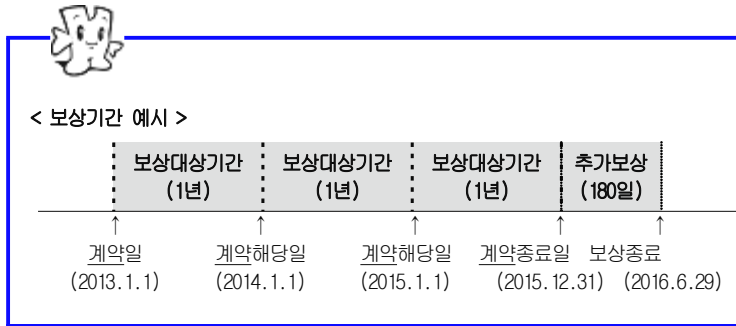 < 보상기간 예시 >
보상대상기간 보상대상기간 보상대상기간 추가보상
(1년) (1년) (1년) (180일)
↑ ↑ ↑ ↑ ↑
계약일 계약해당일 계약해당일 계약종료일 보상종료
(2013.1.1) (2014.1.1) (2015.1.1) (2015.12.31) (2016.6.29)